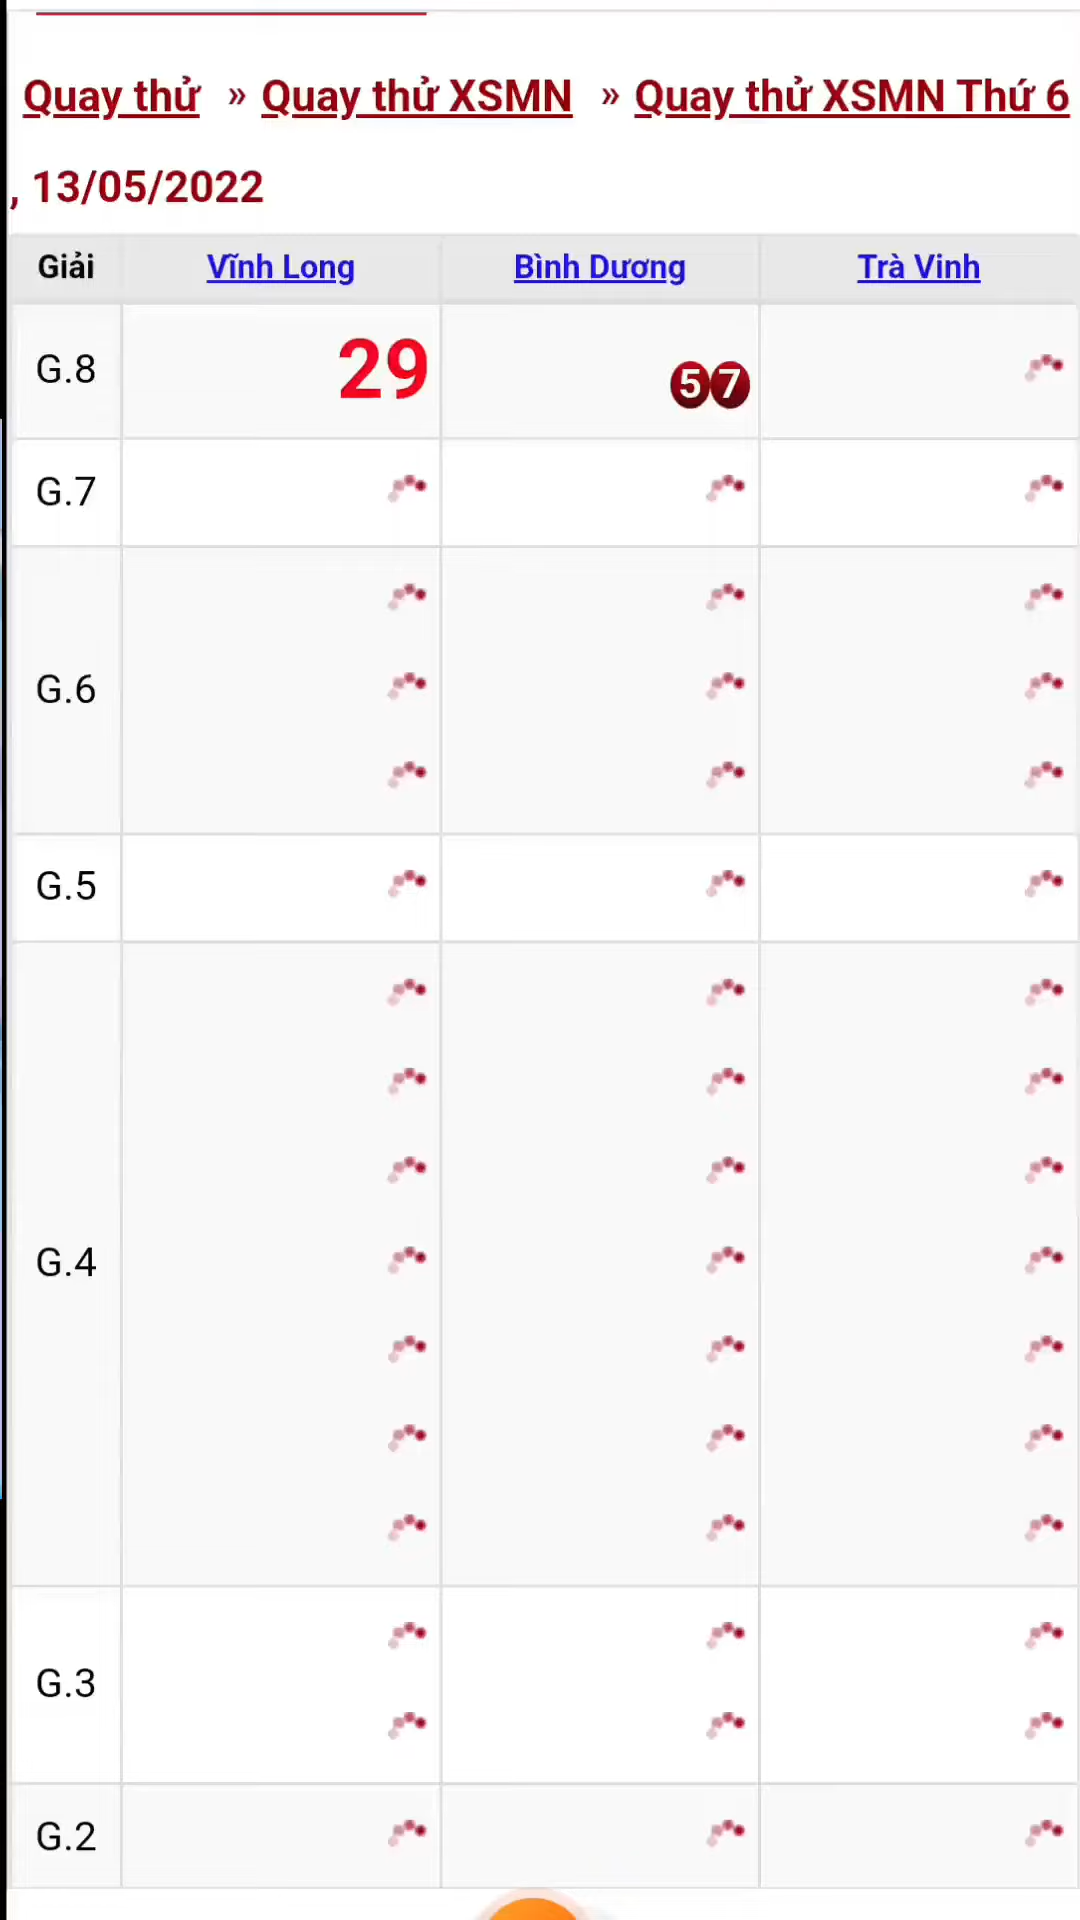 Quay thử » Quay thử XSMN » Quay thử XSMN Thứ 6
, 13/05/2022
Giải Vĩnh Long Bình Dương Trà Vinh
G.8 29 57
G.7
G.6
G.5
G.4
G.3
G.2